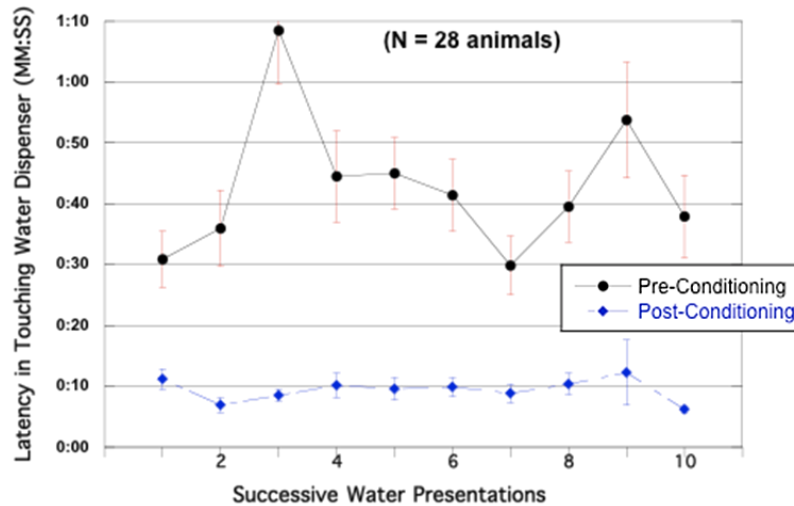 Latency in Touching Water Dispenser (MM:SS)
1:10
1:00
0:50
0:40
0:30
0:20
0:10
0:00
(N = 28 animals)
Pre-Conditioning
Post-Conditioning
2 4 6 8 10
Successive Water Presentations